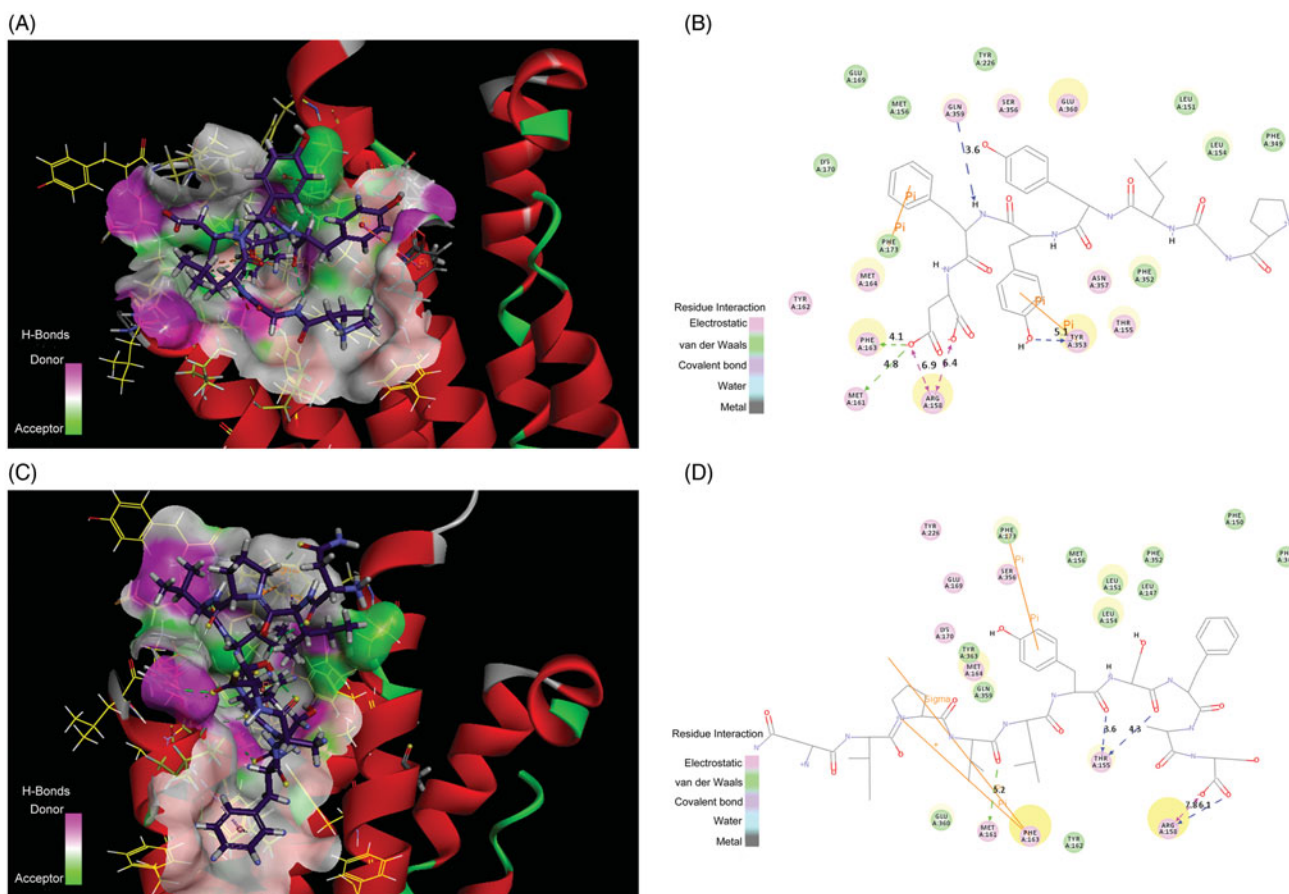 (A)
H-Bonds
Donor
Acceptor
(B)
TYR
A:226
GLU
A:169
MET
A:156
GLN
A:359
SER
A:356
GLU
A:360
LEU
A:151
LEU
A:154
PHE
A:349
LYS
A:170
3.6
H
Pi
Pi
PHE
A:173
MET
A:164
TYR
A:162
ASN
A:357
PHE
A:352
THR
A:155
Pi
Pi
5.1
TYR
A:353
H
PHE
A:163
4.1
4.8
6.9
6.4
MET
A:161
ARG
A:158
Residue Interaction
Electrostatic
van der Waals
Covalent bond
Water
Metal
(C)
H-Bonds
Donor
Acceptor
(D)
TYR
A:226
PHE
A:173
PHE
A:150
GLU
A:169
SER
A:356
MET
A:156
PHE
A:352
LEU
A:151
LEU
A:147
LEU
A:154
LYS
A:170
TYR
A:363
MET
A:164
GLN
A:359
Pi
Pi
H
H
Sigma
3.6
4.3
THR
A:155
5.2
7.8
6.1
GLU
A:360
MET
A:161
PHE
A:163
TYR
A:162
ARG
A:158
Residue Interaction
Electrostatic
van der Waals
Covalent bond
Water
Metal